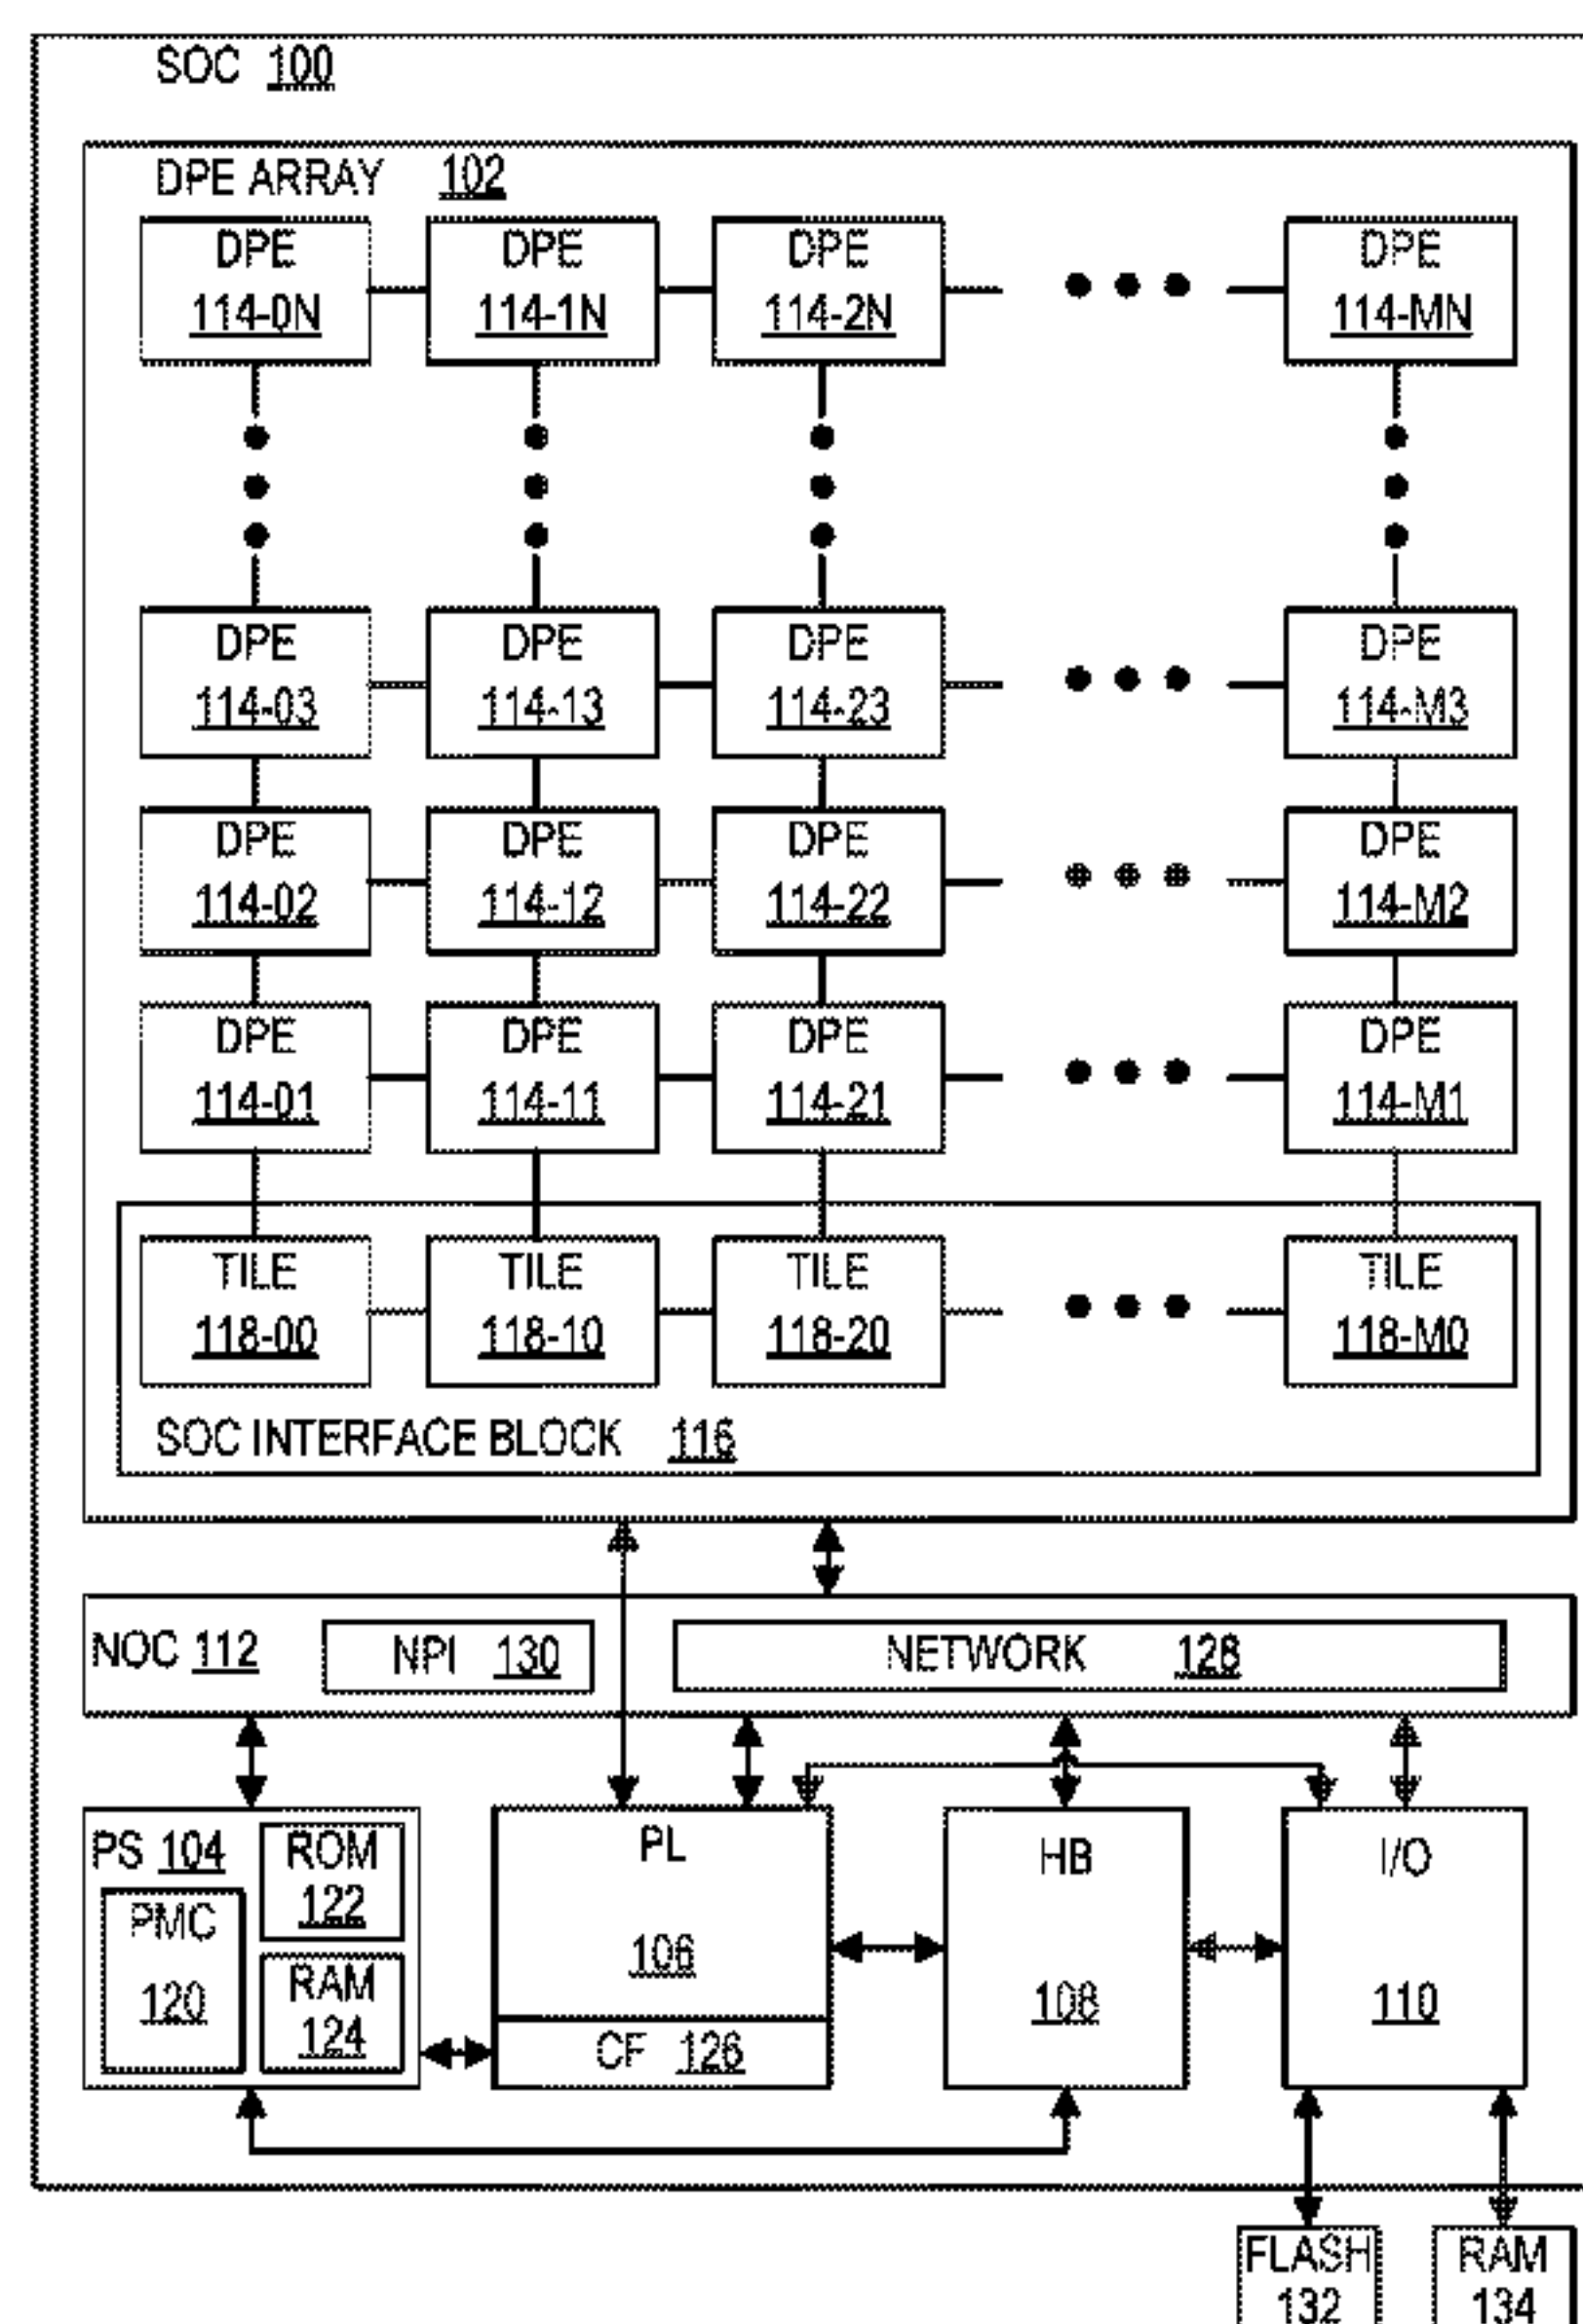 SOC 100
DPE ARRAY 102
DPE DPE DPE DPE
114-0N 114-1N 114-2N 114-MN
DPE DPE DPE DPE
114-03 114-13 114-23 114-M3
DPE DPE DPE DPE
114-02 114-12 114-22 114-M2
DPE DPE DPE DPE
114-01 114-11 114-21 114-M1
TILE TILE TILE TILE
118-00 118-10 118-20 118-M0
SOC INTERFACE BLOCK 116
NOC 112 NPI 130 NETWORK 128
PS 104 ROM PL HB I/O
122
PMC 106 108 110
120 RAM
124
CF 126
FLASH RAM
132 134